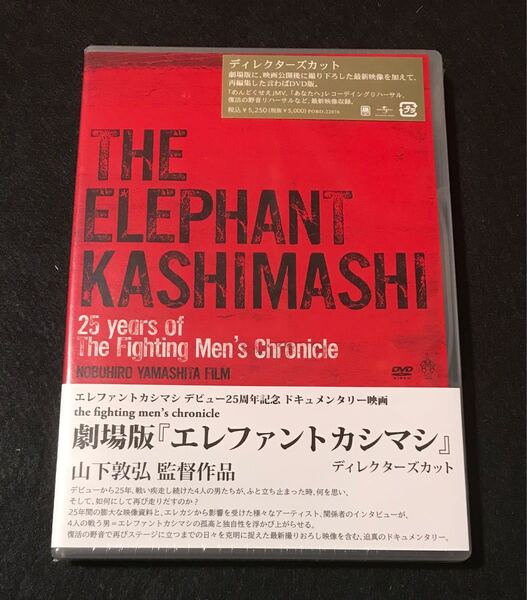 ディレクターズカット
劇場版に、映画公開後に撮り下ろした最新映像を加えて、
再編集した言わばDVD版。
「めんどくせえ」MV、「あなたへ」レコーディングリハーサル、
復活の野音リハーサルなど、最新映像収録。
税込¥5,250(税抜¥5,000) POBD-22076
THE
ELEPHANT
KASHIMASHI
25 years of
The Fighting Men's Chronicle
NOBUHIRO YAMASHITA FILM
DVD
VIDEO
エレファントカシマシ デビュー25周年記念 ドキュメンタリー映画
the fighting men's chronicle
劇場版『エレファントカシマシ』
山下敦弘 監督作品 ディレクターズカット
デビューから25年、戦い疾走し続けた4人の男たちが、ふと立ち止まった時、何を思い、
そして、如何にして再び走りだすのか?
25年間の膨大な映像資料と、エレカシから影響を受けた様々なアーティスト、関係者のインタビューが、
4人の戦う男=エレファントカシマシの孤高と独自性を浮かび上がらせる。
復活の野音で再びステージに立つまでの日々を克明に捉えた最新撮りおろし映像を含む、迫真のドキュメンタリー。